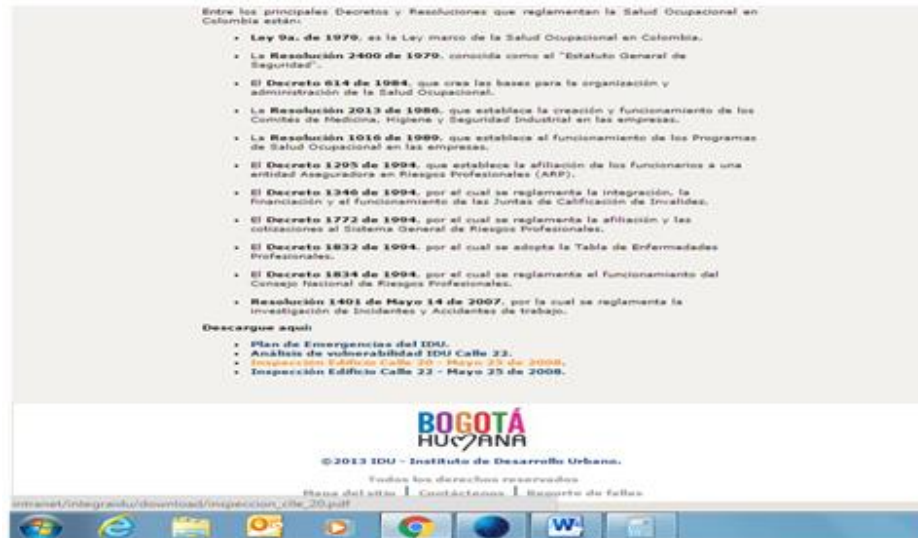 Entre los principales Decretos y Resoluciones que reglamentan la Salud Ocupacional en
Colombia están:
• Ley 9a. de 1979, es la Ley marco de la Salud Ocupacional en Colombia.
• La Resolución 2400 de 1979, conocida como el "Estatuto General de
Seguridad".
• El Decreto 614 de 1984, que crea las bases para la organización y
administración de la Salud Ocupacional.
• La Resolución 2013 de 1986, que establece la creación y funcionamiento de los
Comités de Medicina, Higiene y Seguridad Industrial en las empresas.
• La Resolución 1016 de 1989, que establece el funcionamiento de los Programas
de Salud Ocupacional en las empresas.
• El Decreto 1295 de 1994, que establece la afiliación de los funcionarios a una
entidad Aseguradora en Riesgos Profesionales (ARP).
• El Decreto 1346 de 1994, por el cual se reglamenta la integración, la
financiación y el funcionamiento de las Juntas de Calificación de Invalidez.
• El Decreto 1772 de 1994, por el cual se reglamenta la afiliación y las
cotizaciones al Sistema General de Riesgos Profesionales.
• El Decreto 1832 de 1994, por el cual se adopta la Tabla de Enfermedades
Profesionales.
• El Decreto 1834 de 1994, por el cual se reglamenta el funcionamiento del
Consejo Nacional de Riesgos Profesionales.
• Resolución 1401 de Mayo 14 de 2007, por la cual se reglamenta la
investigación de Incidentes y Accidentes de trabajo.
Descargue aquí:
• Plan de Emergencias del IDU.
• Análisis de vulnerabilidad IDU Calle 22.
• Inspección Edificio Calle 20 - Mayo 25 de 2008.
• Inspección Edificio Calle 22 - Mayo 25 de 2008.
BOGOTÁ
HUMANA
©2013 IDU - Instituto de Desarrollo Urbano.
Todos los derechos reservados
Mapa del sitio | Contáctenos | Reporte de fallas
intranet/integraidu/download/inspeccion_clle_20.pdf